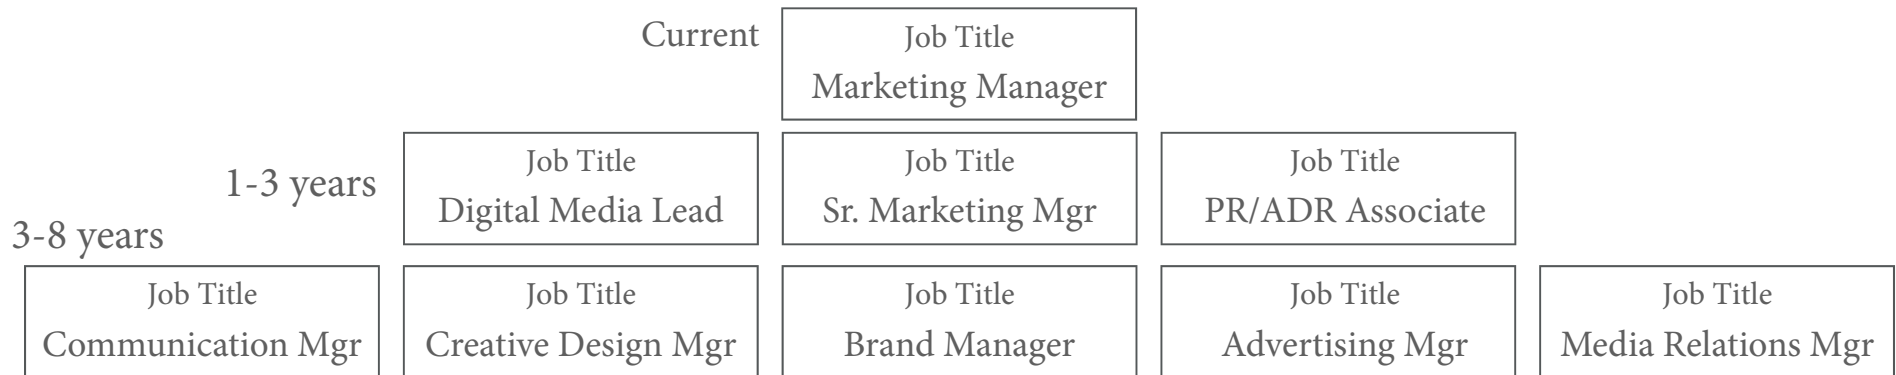 Current
Job Title
Marketing Manager
1-3 years
Job Title
Digital Media Lead
Job Title
Sr. Marketing Mgr
Job Title
PR/ADR Associate
3-8 years
Job Title
Communication Mgr
Job Title
Creative Design Mgr
Job Title
Brand Manager
Job Title
Advertising Mgr
Job Title
Media Relations Mgr